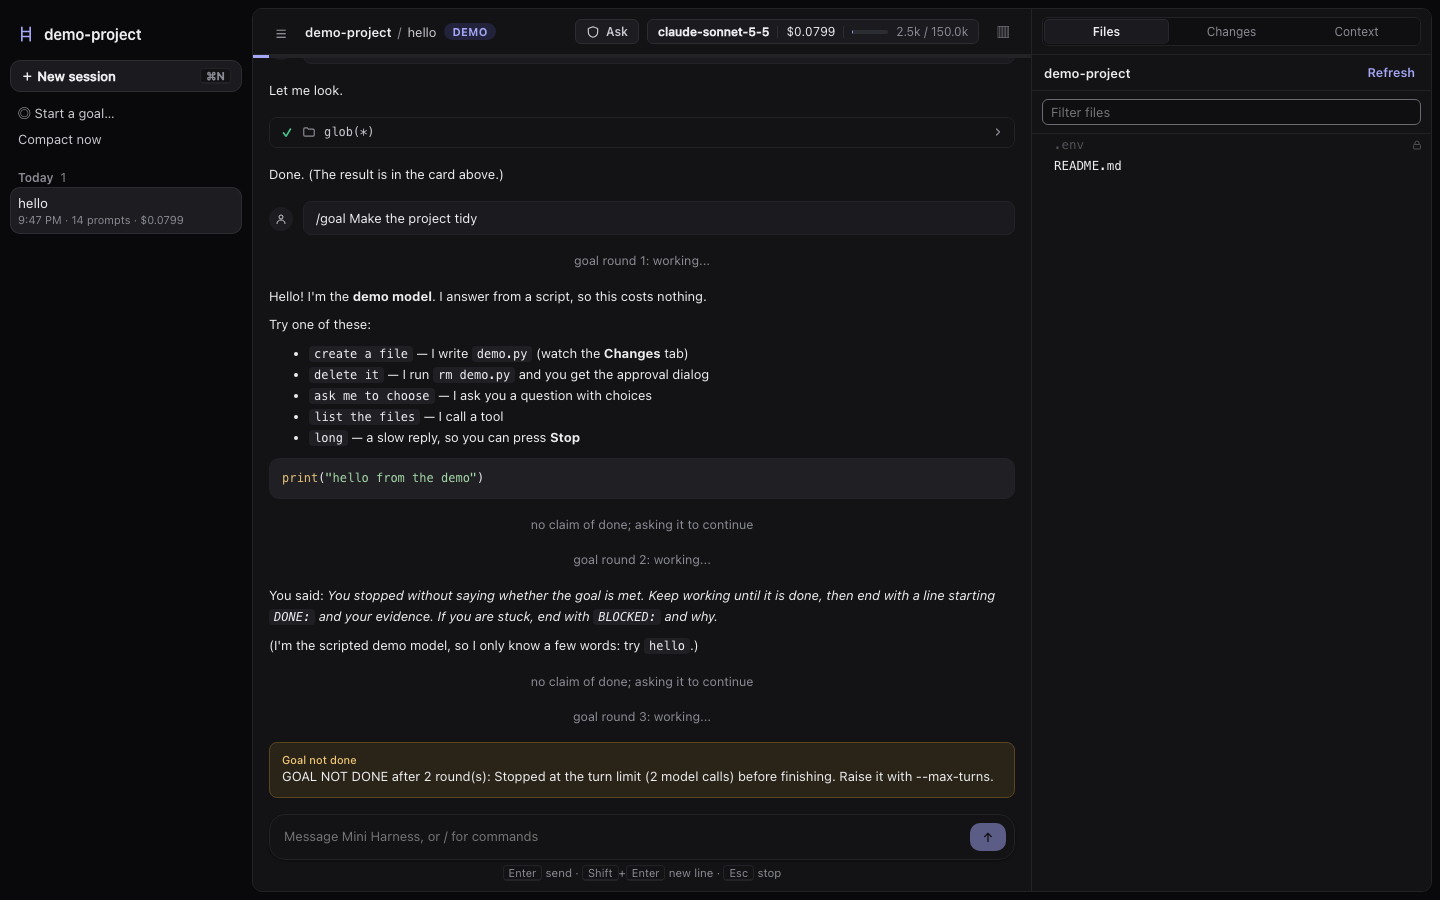 demo-project
+ New session ⌘N
Start a goal...
Compact now
Today 1
hello
9:47 PM · 14 prompts · $0.0799
demo-project / hello DEMO
Ask
claude-sonnet-5-5 $0.0799 2.5k / 150.0k
Let me look.
glob(*)
Done. (The result is in the card above.)
/goal Make the project tidy
goal round 1: working...
Hello! I'm the demo model. I answer from a script, so this costs nothing.
Try one of these:
• create a file — I write demo.py (watch the Changes tab)
• delete it — I run rm demo.py and you get the approval dialog
• ask me to choose — I ask you a question with choices
• list the files — I call a tool
• long — a slow reply, so you can press Stop
print("hello from the demo")
no claim of done; asking it to continue
goal round 2: working...
You said: You stopped without saying whether the goal is met. Keep working until it is done, then end with a line starting
DONE: and your evidence. If you are stuck, end with BLOCKED: and why.
(I'm the scripted demo model, so I only know a few words: try hello.)
no claim of done; asking it to continue
goal round 3: working...
Goal not done
GOAL NOT DONE after 2 round(s): Stopped at the turn limit (2 model calls) before finishing. Raise it with --max-turns.
Message Mini Harness, or / for commands
Enter send · Shift+Enter new line · Esc stop
Files Changes Context
demo-project Refresh
Filter files
.env
README.md